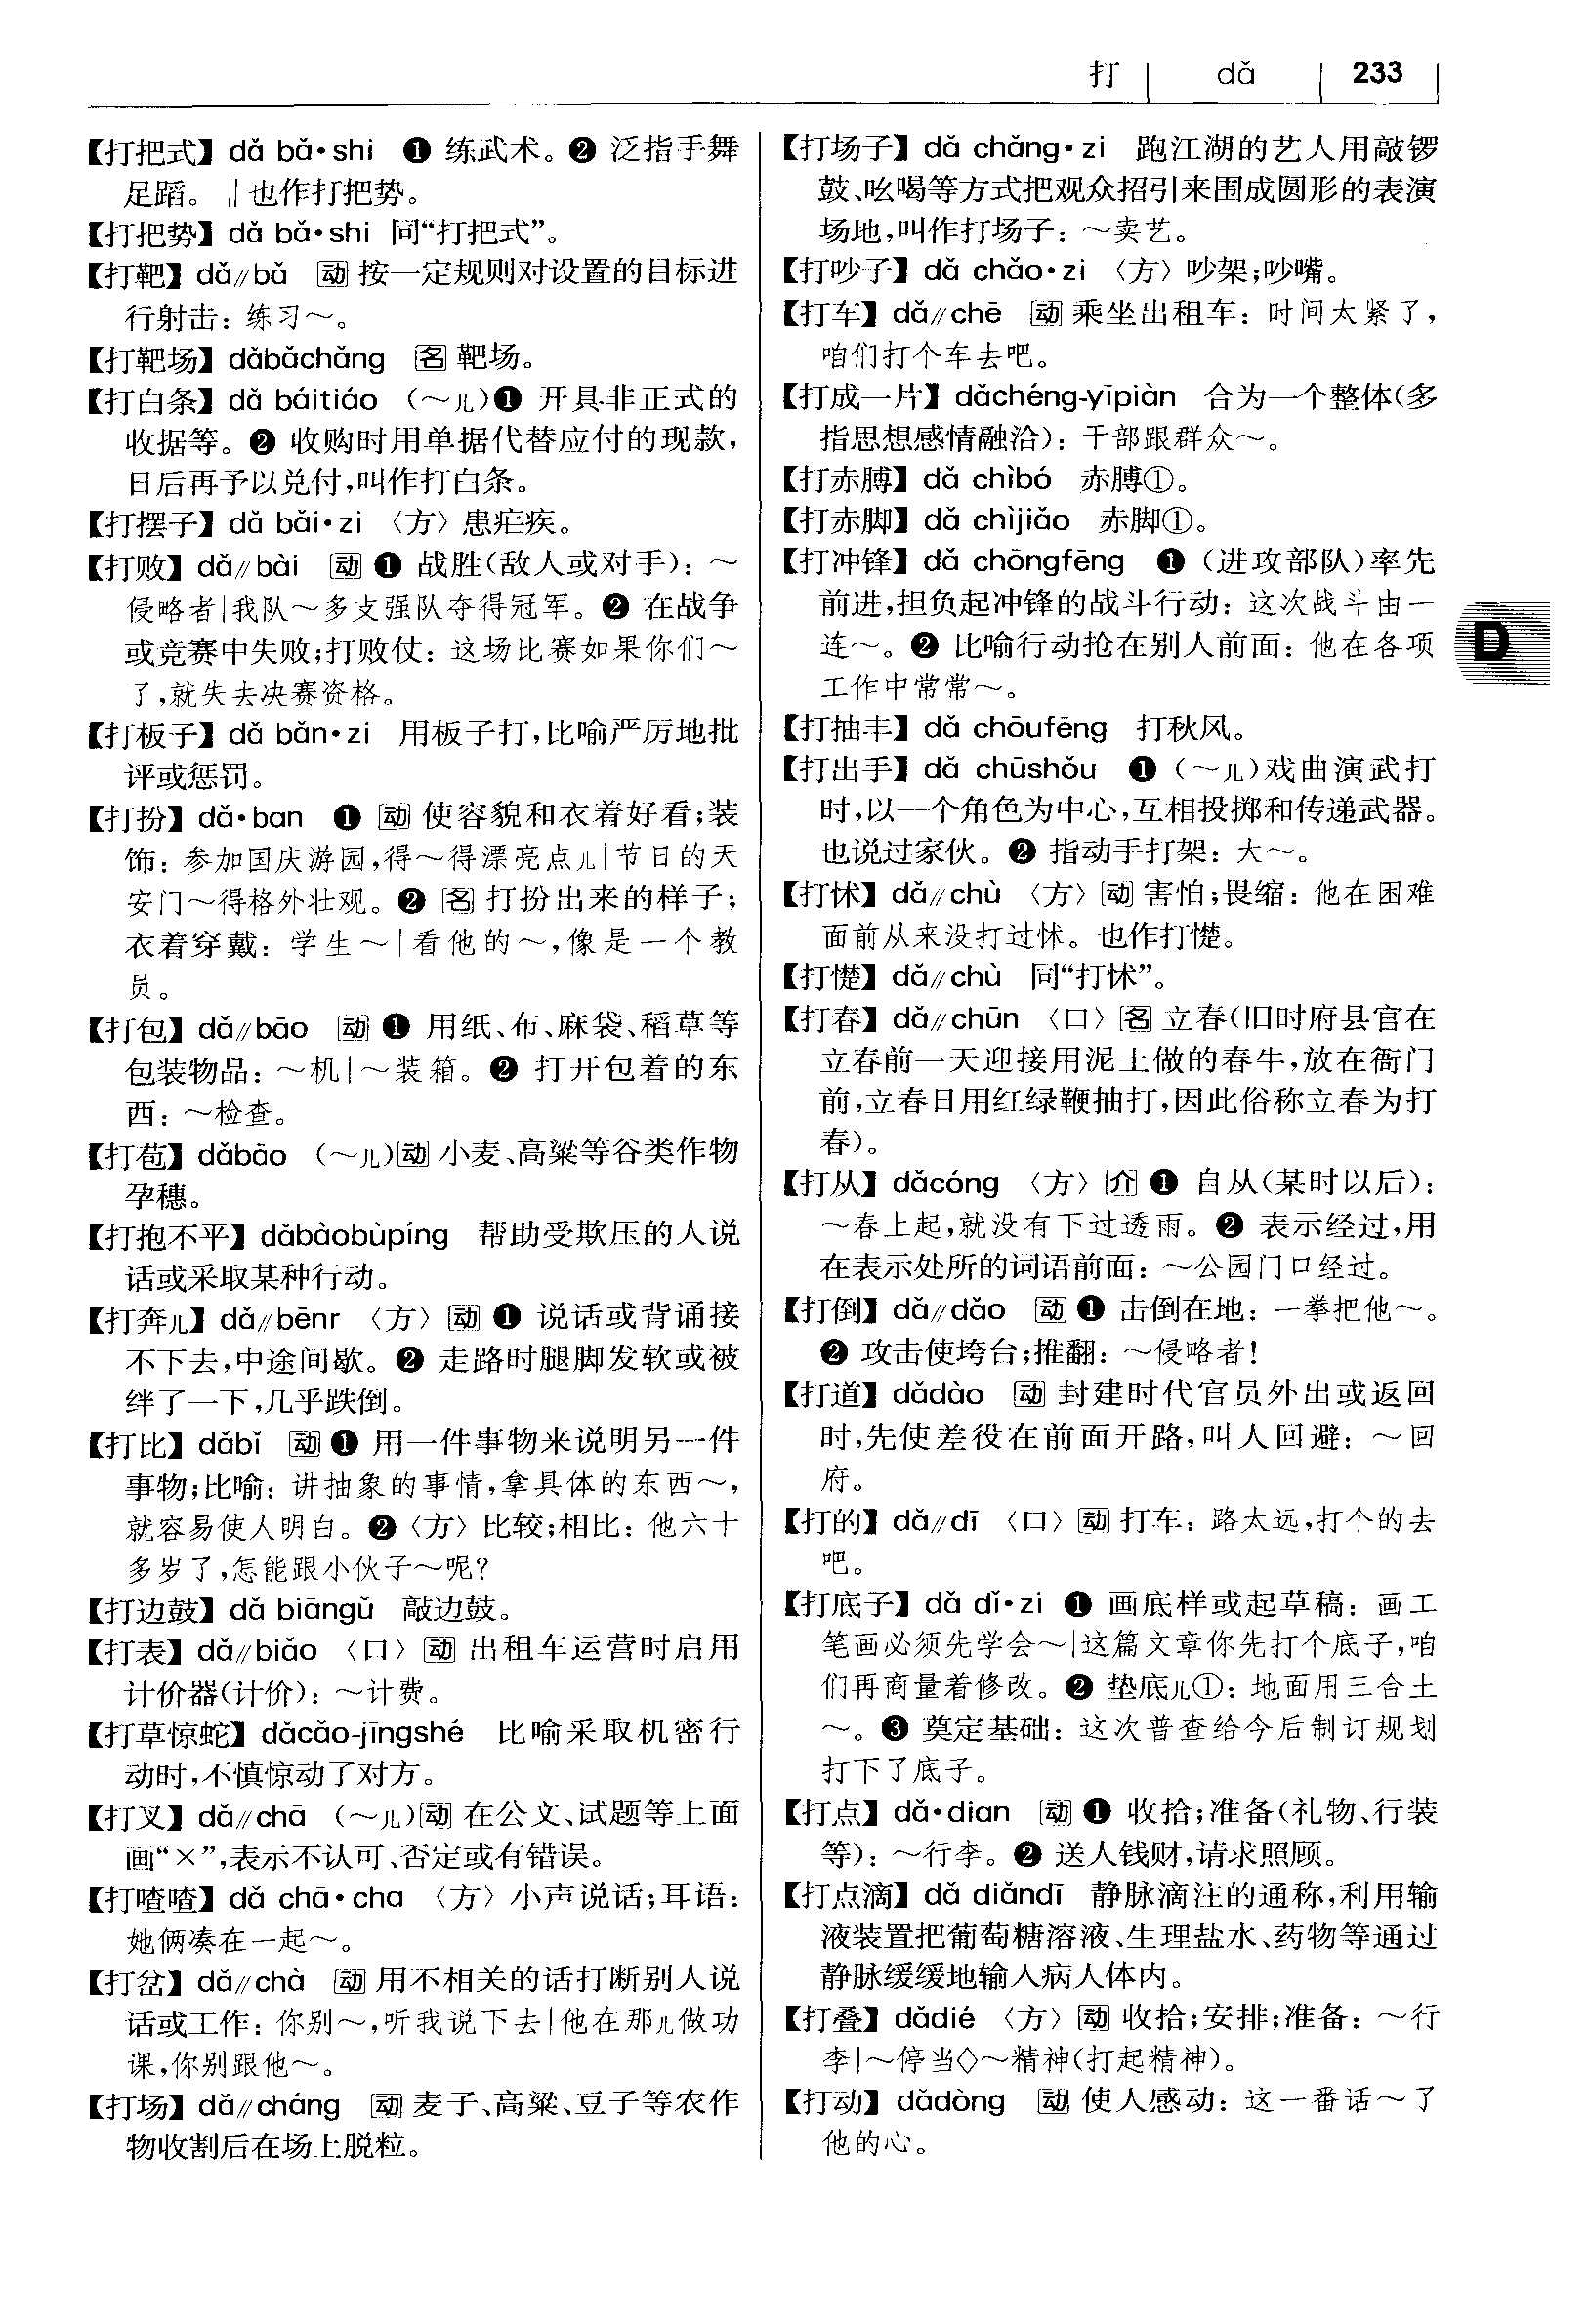 打 dǎ 233
【打把式】dǎ bǎ·shi ❶ 练武术。❷ 泛指手舞
足蹈。‖也作打把势。
【打把势】dǎ bǎ·shi 同“打把式”。
【打靶】dǎ//bǎ 动 按一定规则对设置的目标进
行射击：练习～。
【打靶场】dǎbǎchǎng 名 靶场。
【打白条】dǎ báitiáo （～儿）❶ 开具非正式的
收据等。❷ 收购时用单据代替应付的现款，
日后再予以兑付，叫作打白条。
【打摆子】dǎ bǎi·zi 〈方〉患疟疾。
【打败】dǎ//bài 动 ❶ 战胜（敌人或对手）：～
侵略者|我队～多支强队夺得冠军。❷ 在战争
或竞赛中失败；打败仗：这场比赛如果你们～
了，就失去决赛资格。
【打板子】dǎ bǎn·zi 用板子打，比喻严厉地批
评或惩罚。
【打扮】dǎ·ban ❶ 动 使容貌和衣着好看；装
饰：参加国庆游园，得～得漂亮点儿|节日的天
安门～得格外壮观。❷ 名 打扮出来的样子；
衣着穿戴：学生～|看他的～，像是一个教
员。
【打包】dǎ//bāo 动 ❶ 用纸、布、麻袋、稻草等
包装物品：～机|～装箱。❷ 打开包着的东
西：～检查。
【打苞】dǎbāo （～儿）动 小麦、高粱等谷类作物
孕穗。
【打抱不平】dǎbàobùpíng 帮助受欺压的人说
话或采取某种行动。
【打奔儿】dǎ//bēnr 〈方〉动 ❶ 说话或背诵接
不下去，中途间歇。❷ 走路时腿脚发软或被
绊了一下，几乎跌倒。
【打比】dǎbǐ 动 ❶ 用一件事物来说明另一件
事物；比喻：讲抽象的事情，拿具体的东西～，
就容易使人明白。❷〈方〉比较；相比：他六十
多岁了，怎能跟小伙子～呢？
【打边鼓】dǎ biāngǔ 敲边鼓。
【打表】dǎ//biǎo 〈口〉动 出租车运营时启用
计价器（计价）：～计费。
【打草惊蛇】dǎcǎo-jīngshé 比喻采取机密行
动时，不慎惊动了对方。
【打叉】dǎ//chā （～儿）动 在公文、试题等上面
画“×”，表示不认可、否定或有错误。
【打喳喳】dǎ chā·cha 〈方〉小声说话；耳语：
她俩凑在一起～。
【打岔】dǎ//chà 动 用不相关的话打断别人说
话或工作：你别～，听我说下去|他在那儿做功
课，你别跟他～。
【打场】dǎ//cháng 动 麦子、高粱、豆子等农作
物收割后在场上脱粒。
【打场子】dǎ chǎng·zi 跑江湖的艺人用敲锣
鼓、吆喝等方式把观众招引来围成圆形的表演
场地，叫作打场子：～卖艺。
【打吵子】dǎ chǎo·zi 〈方〉吵架；吵嘴。
【打车】dǎ//chē 动 乘坐出租车：时间太紧了，
咱们打个车去吧。
【打成一片】dǎchéng-yīpiàn 合为一个整体（多
指思想感情融洽）：干部跟群众～。
【打赤膊】dǎ chìbó 赤膊①。
【打赤脚】dǎ chìjiǎo 赤脚①。
【打冲锋】dǎ chōngfēng ❶（进攻部队）率先
前进，担负起冲锋的战斗行动：这次战斗由一
连～。❷ 比喻行动抢在别人前面：他在各项
工作中常常～。
【打抽丰】dǎ chōufēng 打秋风。
【打出手】dǎ chūshǒu ❶（～儿）戏曲演武打
时，以一个角色为中心，互相投掷和传递武器。
也说过家伙。❷ 指动手打架：大～。
【打怵】dǎ//chù 〈方〉动 害怕；畏缩：他在困难
面前从来没打过怵。也作打憷。
【打憷】dǎ//chù 同“打怵”。
【打春】dǎ//chūn 〈口〉名 立春（旧时府县官在
立春前一天迎接用泥土做的春牛，放在衙门
前，立春日用红绿鞭抽打，因此俗称立春为打
春）。
【打从】dǎcóng 〈方〉介 ❶ 自从（某时以后）：
～春上起，就没有下过透雨。❷ 表示经过，用
在表示处所的词语前面：～公园门口经过。
【打倒】dǎ//dǎo 动 ❶ 击倒在地：一拳把他～。
❷ 攻击使垮台；推翻：～侵略者！
【打道】dǎdào 动 封建时代官员外出或返回
时，先使差役在前面开路，叫人回避：～回
府。
【打的】dǎ//dī 〈口〉动 打车：路太远，打个的去
吧。
【打底子】dǎ dǐ·zi ❶ 画底样或起草稿：画工
笔画必须先学会～|这篇文章你先打个底子，咱
们再商量着修改。❷ 垫底儿①：地面用三合土
～。❸ 奠定基础：这次普查给今后制订规划
打下了底子。
【打点】dǎ·dian 动 ❶ 收拾；准备（礼物、行装
等）：～行李。❷ 送人钱财，请求照顾。
【打点滴】dǎ diǎndī 静脉滴注的通称，利用输
液装置把葡萄糖溶液、生理盐水、药物等通过
静脉缓缓地输入病人体内。
【打叠】dǎdié 〈方〉动 收拾；安排；准备：～行
李|～停当◇～精神（打起精神）。
【打动】dǎdòng 动 使人感动：这一番话～了
他的心。
D